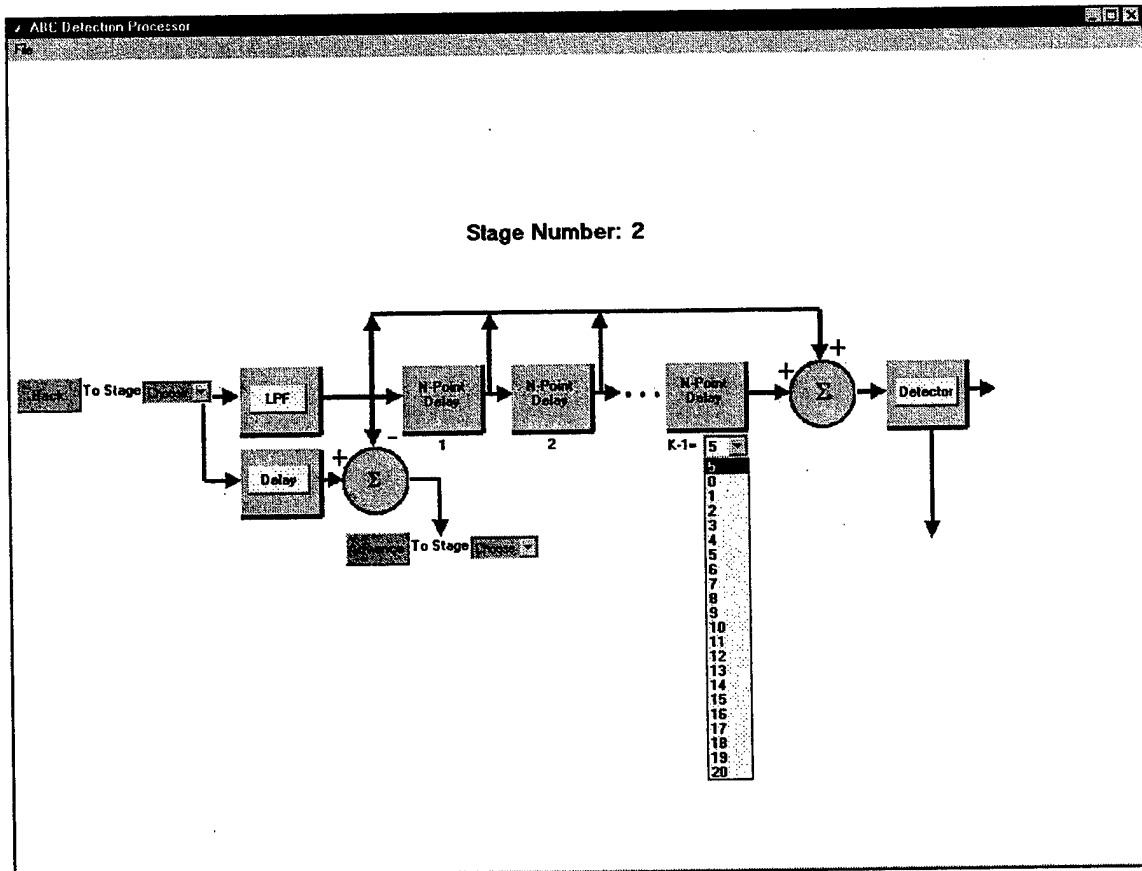 ABC Detection Processor
File
Stage Number: 2
+
Back To Stage Choose
LPF
N-Point Delay
N-Point Delay
...
N-Point Delay
+
Σ
Detector
-
1
2
K-1= 5
+
Delay
Σ
Advance To Stage Choose
5
0
1
2
3
4
5
6
7
8
9
10
11
12
13
14
15
16
17
18
19
20